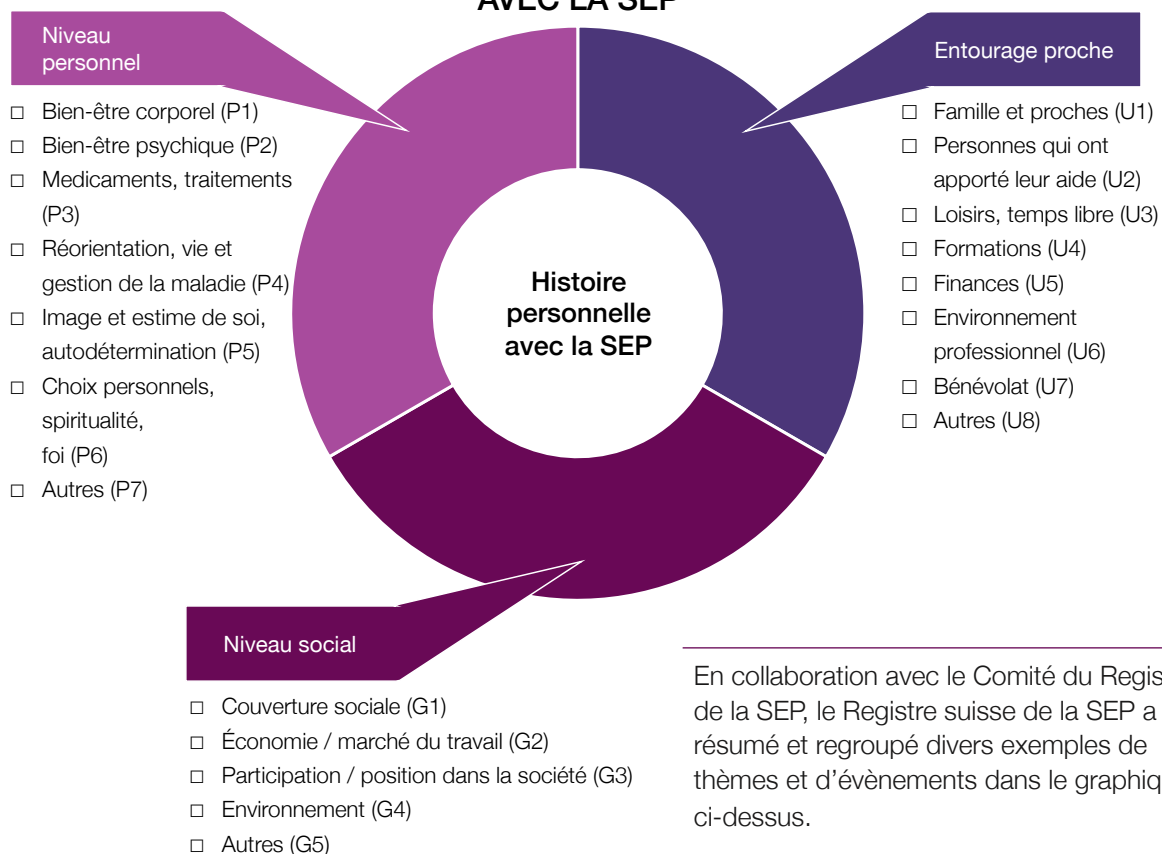 AVEC LA SEP
Niveau
personnel
□ Bien-être corporel (P1)
□ Bien-être psychique (P2)
□ Medicaments, traitements
(P3)
□ Réorientation, vie et
gestion de la maladie (P4)
□ Image et estime de soi,
autodétermination (P5)
□ Choix personnels,
spiritualité,
foi (P6)
□ Autres (P7)
Entourage proche
□ Famille et proches (U1)
□ Personnes qui ont
apporté leur aide (U2)
□ Loisirs, temps libre (U3)
□ Formations (U4)
□ Finances (U5)
□ Environnement
professionnel (U6)
□ Bénévolat (U7)
□ Autres (U8)
Histoire
personnelle
avec la SEP
Niveau social
□ Couverture sociale (G1)
□ Économie / marché du travail (G2)
□ Participation / position dans la société (G3)
□ Environnement (G4)
□ Autres (G5)
En collaboration avec le Comité du Regis
de la SEP, le Registre suisse de la SEP a
résumé et regroupé divers exemples de
thèmes et d'évènements dans le graphiq
ci-dessus.